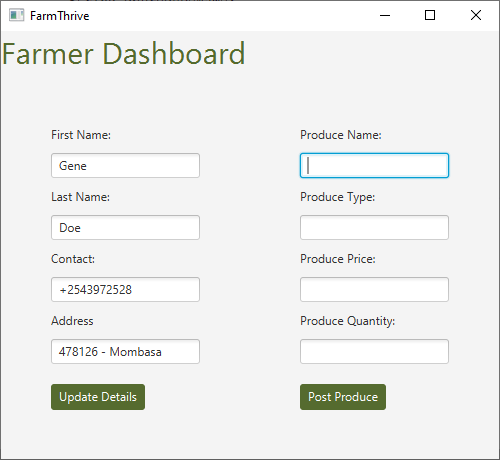 FarmThrive
Farmer Dashboard
First Name:
Gene
Last Name:
Doe
Contact:
+2543972528
Address
478126 - Mombasa
Update Details
Produce Name:
Produce Type:
Produce Price:
Produce Quantity:
Post Produce